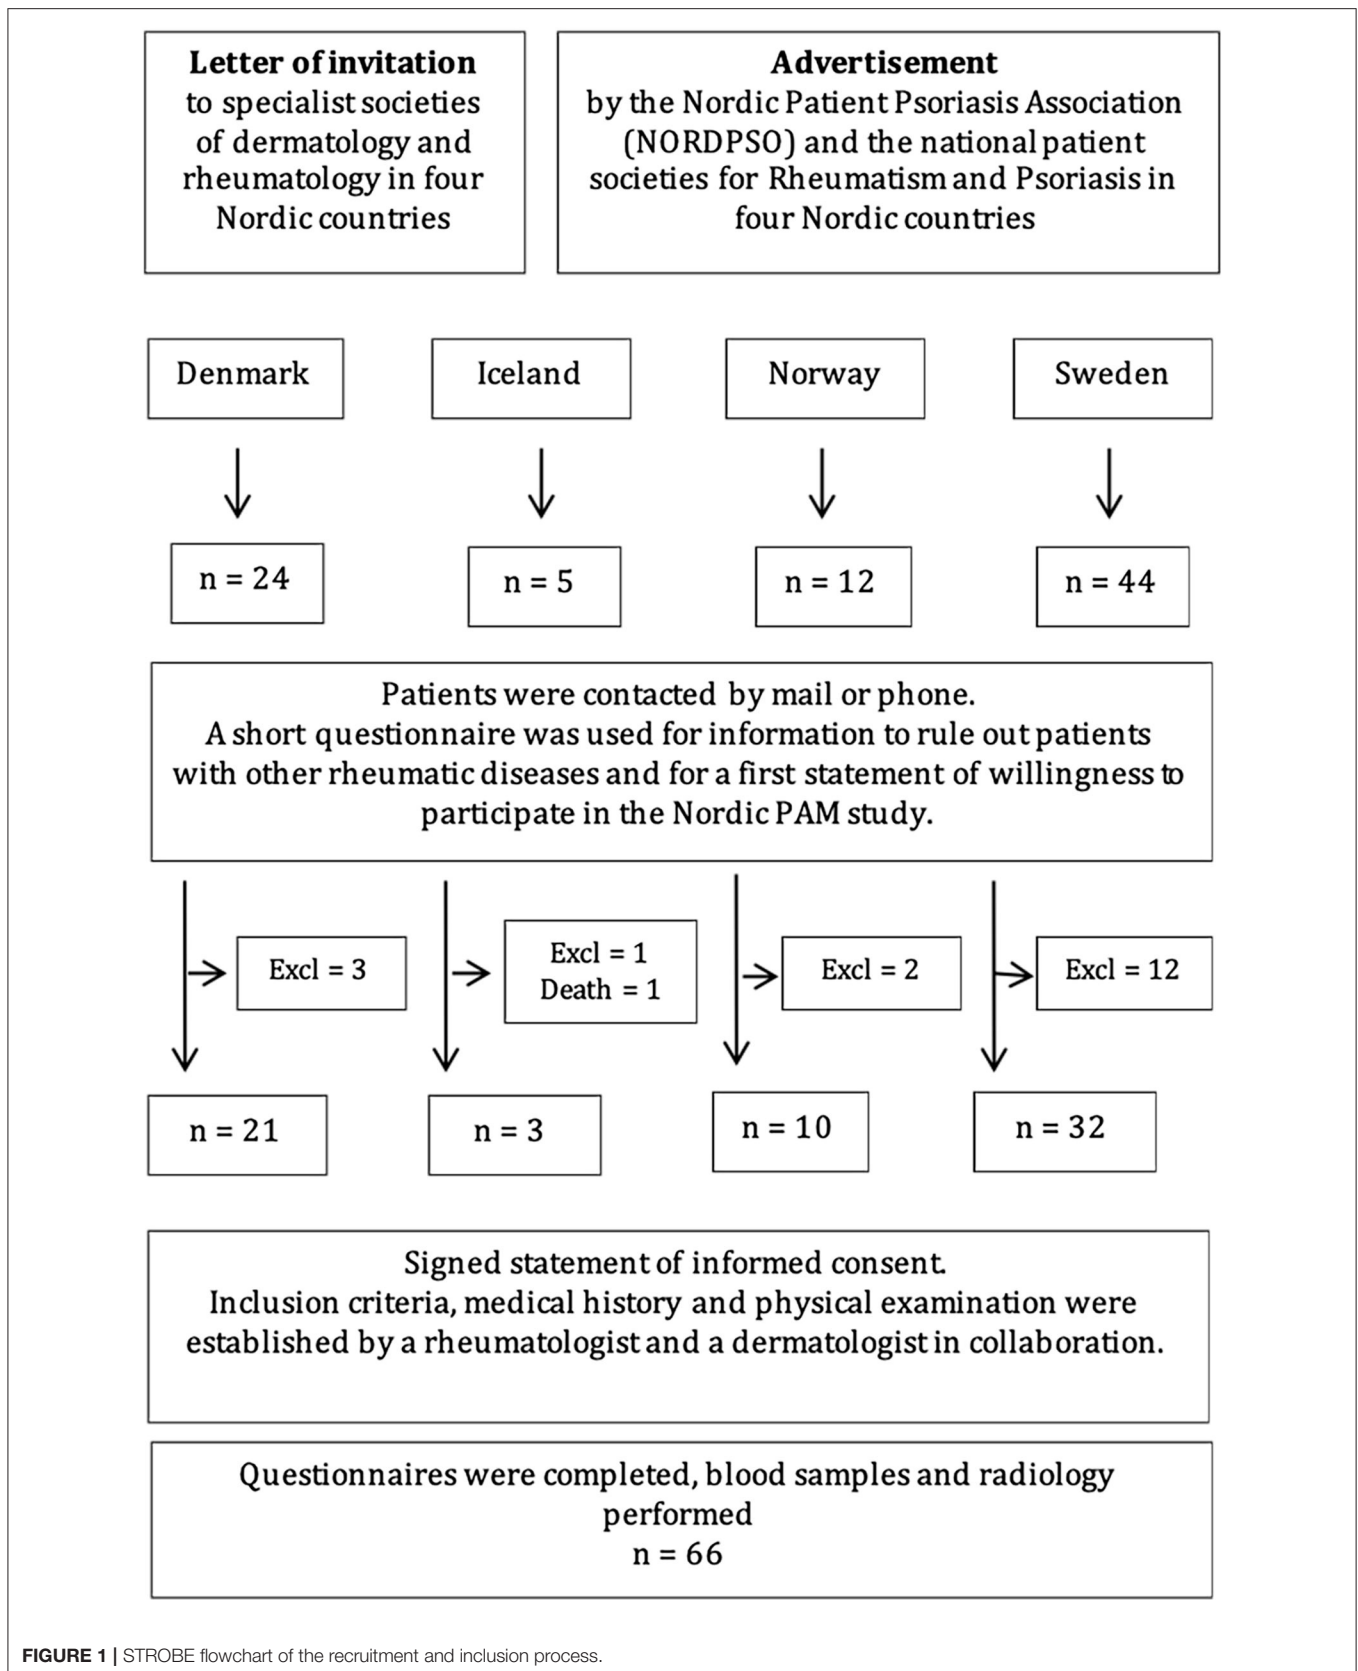 Letter of invitation
to specialist societies
of dermatology and
rheumatology in four
Nordic countries
Advertisement
by the Nordic Patient Psoriasis Association
(NORDPSO) and the national patient
societies for Rheumatism and Psoriasis in
four Nordic countries
Denmark
Iceland
Norway
Sweden
n = 24
n = 5
n = 12
n = 44
Patients were contacted by mail or phone.
A short questionnaire was used for information to rule out patients
with other rheumatic diseases and for a first statement of willingness to
participate in the Nordic PAM study.
Excl = 3
Excl = 1
Death = 1
Excl = 2
Excl = 12
n = 21
n = 3
n = 10
n = 32
Signed statement of informed consent.
Inclusion criteria, medical history and physical examination were
established by a rheumatologist and a dermatologist in collaboration.
Questionnaires were completed, blood samples and radiology
performed
n = 66
FIGURE 1 | STROBE flowchart of the recruitment and inclusion process.